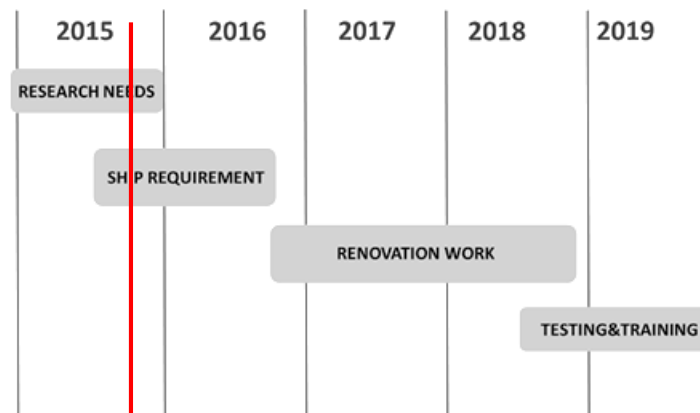 2015 2016 2017 2018 2019
RESEARCH NEEDS
SHIP REQUIREMENT
RENOVATION WORK
TESTING&TRAINING